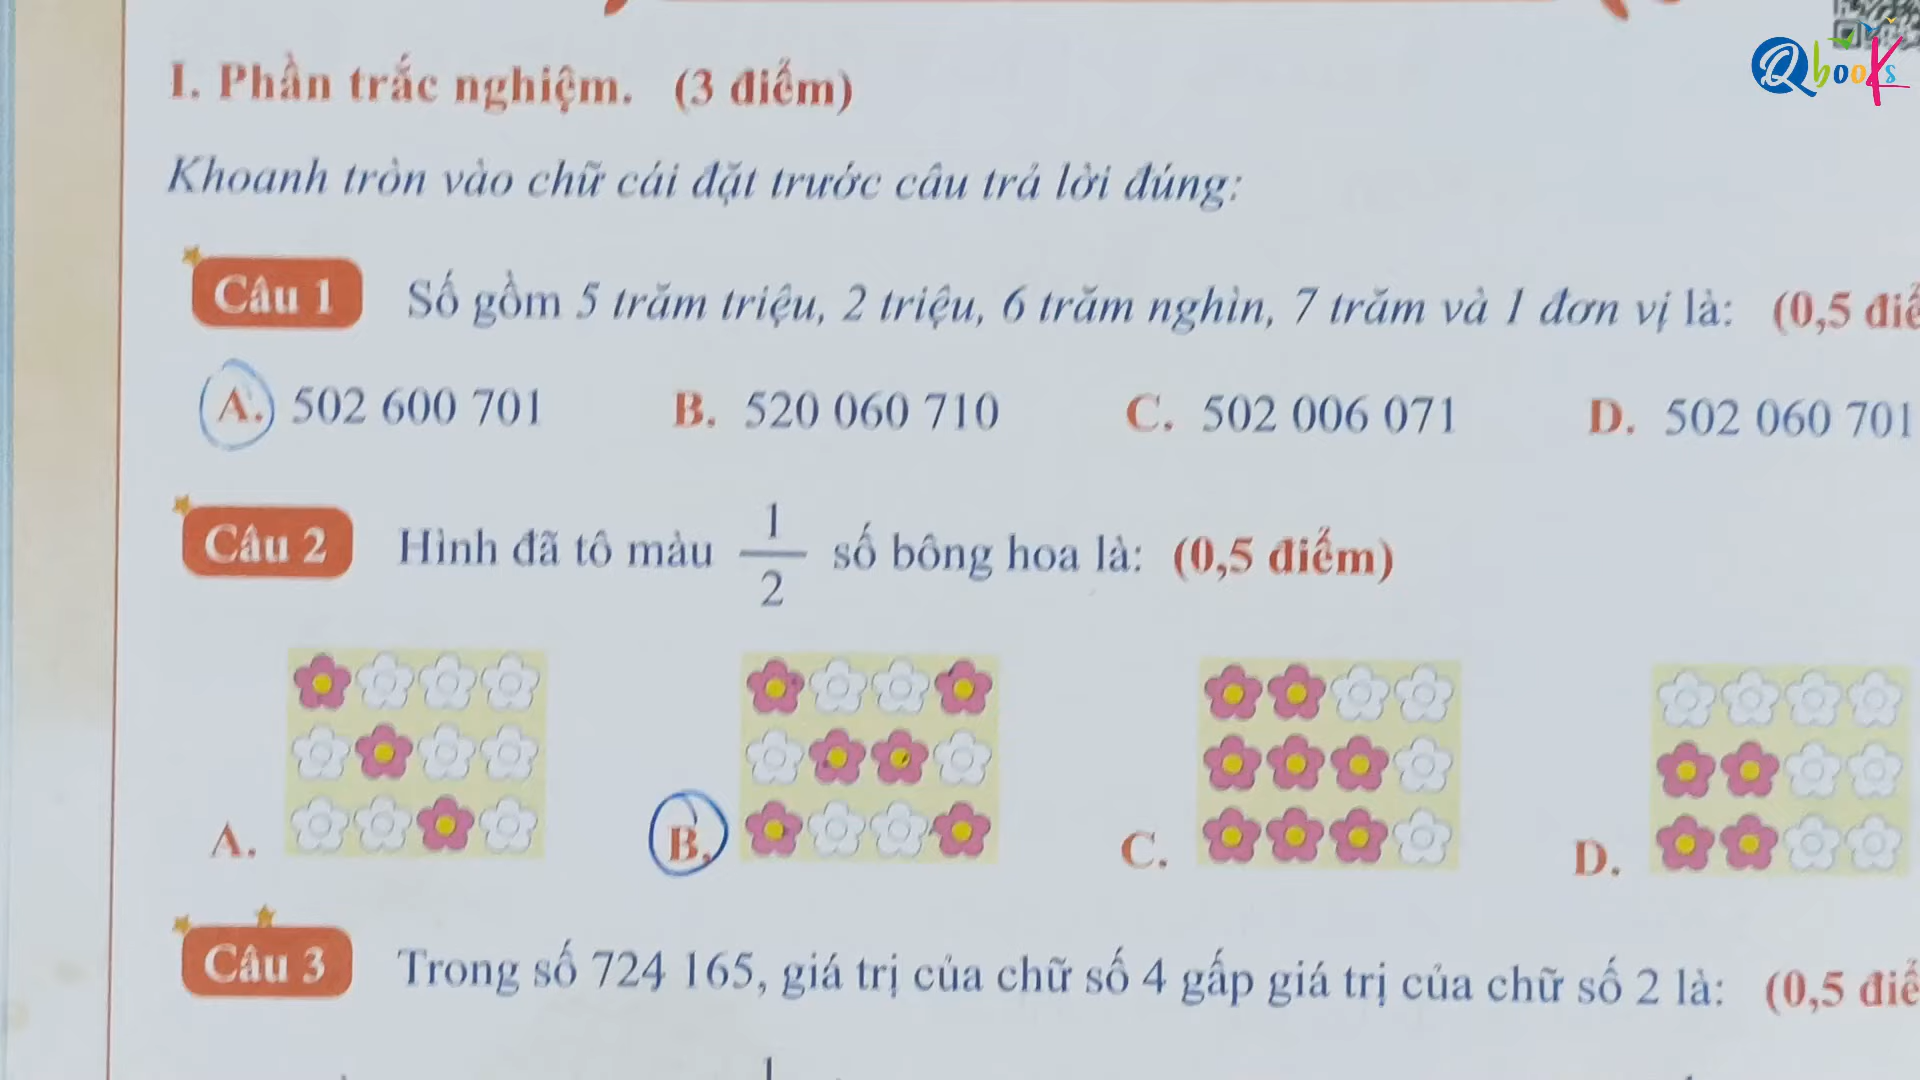 Qbooks
I. Phần trắc nghiệm. (3 điểm)
Khoanh tròn vào chữ cái đặt trước câu trả lời đúng:
Câu 1 Số gồm 5 trăm triệu, 2 triệu, 6 trăm nghìn, 7 trăm và 1 đơn vị là: (0,5 điể
A. 502 600 701 B. 520 060 710 C. 502 006 071 D. 502 060 701
Câu 2 Hình đã tô màu 1/2 số bông hoa là: (0,5 điểm)
A. B. C. D.
Câu 3 Trong số 724 165, giá trị của chữ số 4 gấp giá trị của chữ số 2 là: (0,5 điể